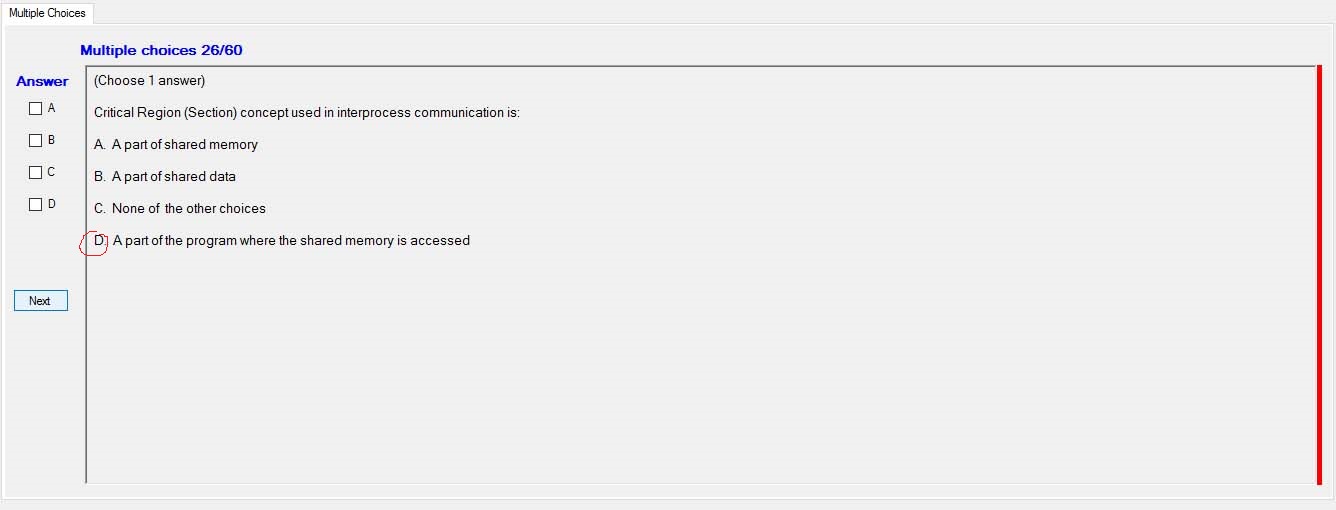 Multiple Choices
Multiple choices 26/60
Answer
(Choose 1 answer)
A
Critical Region (Section) concept used in interprocess communication is:
B
A. A part of shared memory
C
B. A part of shared data
D
C. None of the other choices
D. A part of the program where the shared memory is accessed
Next